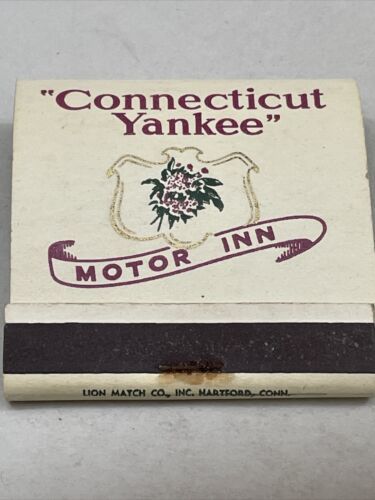 "Connecticut
Yankee"
MOTOR INN
LION MATCH CO., INC. HARTFORD, CONN.